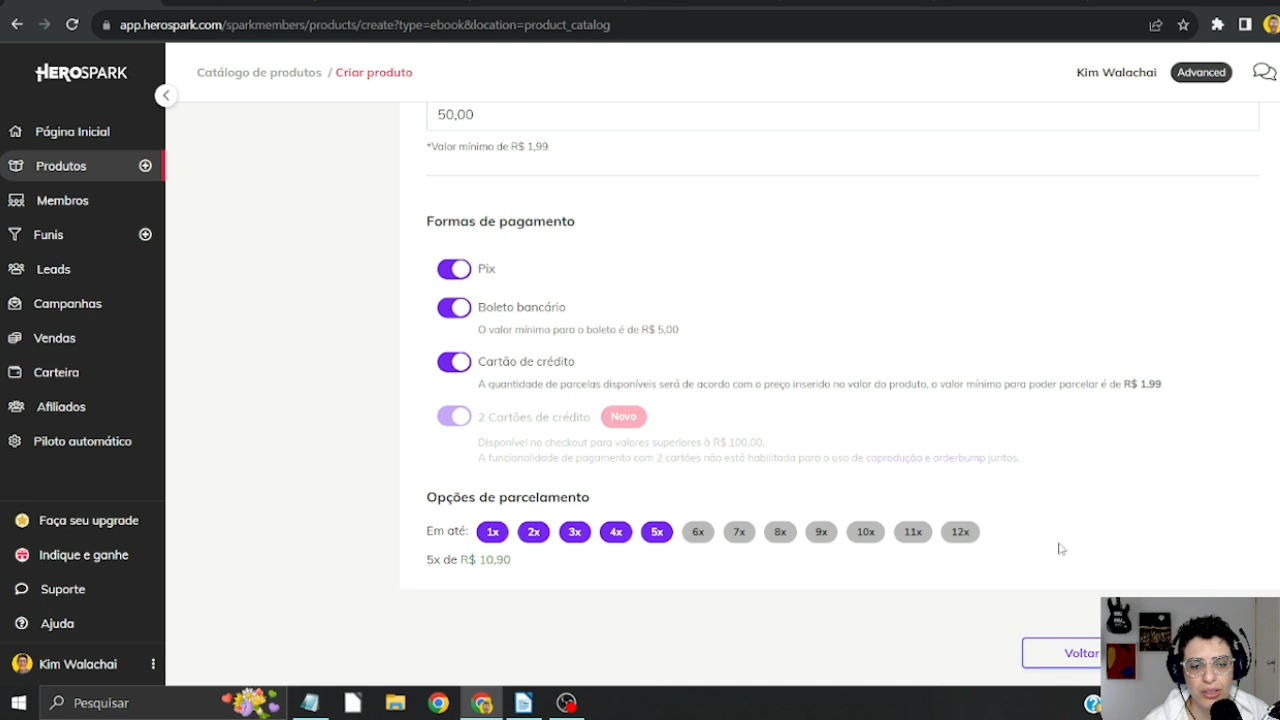 app.herospark.com/sparkmembers/products/create?type=ebook&location=product_catalog
HEROSPARK
Catálogo de produtos / Criar produto
Kim Walachai
Advanced
Página Inicial
Produtos
Membros
Funis
Leads
Campanhas
Vendas
Carteira
Afiliados
Piloto automático
Faça seu upgrade
Indique e ganhe
Suporte
Ajuda
Kim Walachai
50,00
*Valor mínimo de R$ 1,99
Formas de pagamento
Pix
Boleto bancário
O valor mínimo para o boleto é de R$ 5,00
Cartão de crédito
A quantidade de parcelas disponíveis será de acordo com o preço inserido no valor do produto, o valor mínimo para poder parcelar é de R$ 1.99
2 Cartões de crédito Novo
Disponível no checkout para valores superiores à R$ 100,00.
A funcionalidade de pagamento com 2 cartões não está habilitada para o uso de coprodução e orderbump juntos.
Opções de parcelamento
Em até: 1x 2x 3x 4x 5x 6x 7x 8x 9x 10x 11x 12x
5x de R$ 10,90
Voltar
Pesquisar